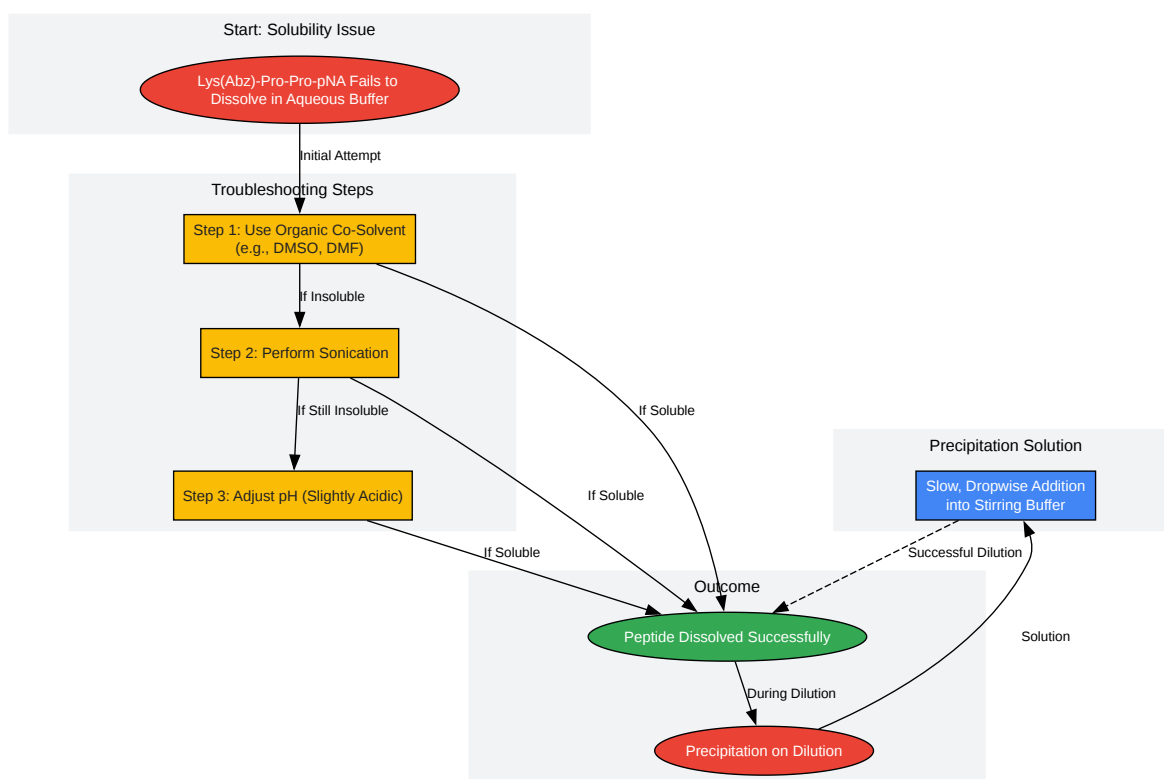 Start: Solubility Issue
Lys(Abz)-Pro-Pro-pNA Fails to
Dissolve in Aqueous Buffer
Initial Attempt
Troubleshooting Steps
Step 1: Use Organic Co-Solvent
(e.g., DMSO, DMF)
If Insoluble
Step 2: Perform Sonication
If Still Insoluble
If Soluble
Step 3: Adjust pH (Slightly Acidic)
If Soluble
If Soluble
Precipitation Solution
Slow, Dropwise Addition
into Stirring Buffer
Successful Dilution
Outcome
Peptide Dissolved Successfully
Solution
During Dilution
Precipitation on Dilution